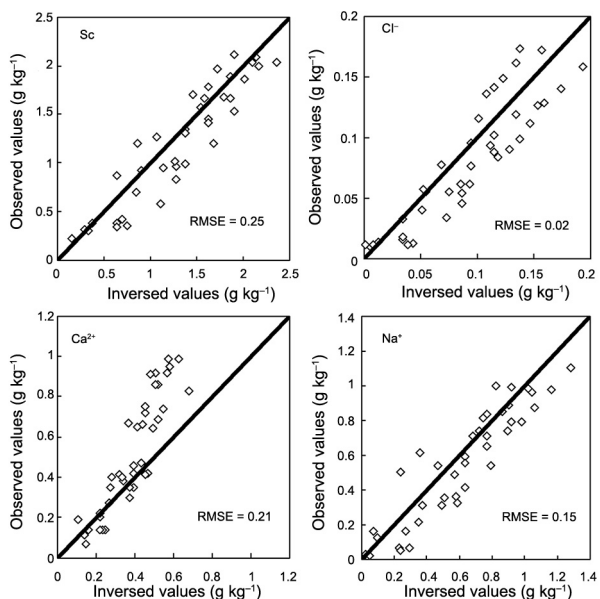 Sc
Observed values (g kg⁻¹)
2.5
2
1.5
1
0.5
0
RMSE = 0.25
0 0.5 1 1.5 2 2.5
Inversed values (g kg⁻¹)
Cl⁻
Observed values (g kg⁻¹)
0.2
0.15
0.1
0.05
0
RMSE = 0.02
0 0.05 0.1 0.15 0.2
Inversed values (g kg⁻¹)
Ca²⁺
Observed values (g kg⁻¹)
1.2
1
0.8
0.6
0.4
0.2
0
RMSE = 0.21
0 0.2 0.4 0.6 0.8 1 1.2
Inversed values (g kg⁻¹)
Na⁺
Observed values (g kg⁻¹)
1.4
1.2
1
0.8
0.6
0.4
0.2
0
RMSE = 0.15
0 0.2 0.4 0.6 0.8 1 1.2 1.4
Inversed values (g kg⁻¹)